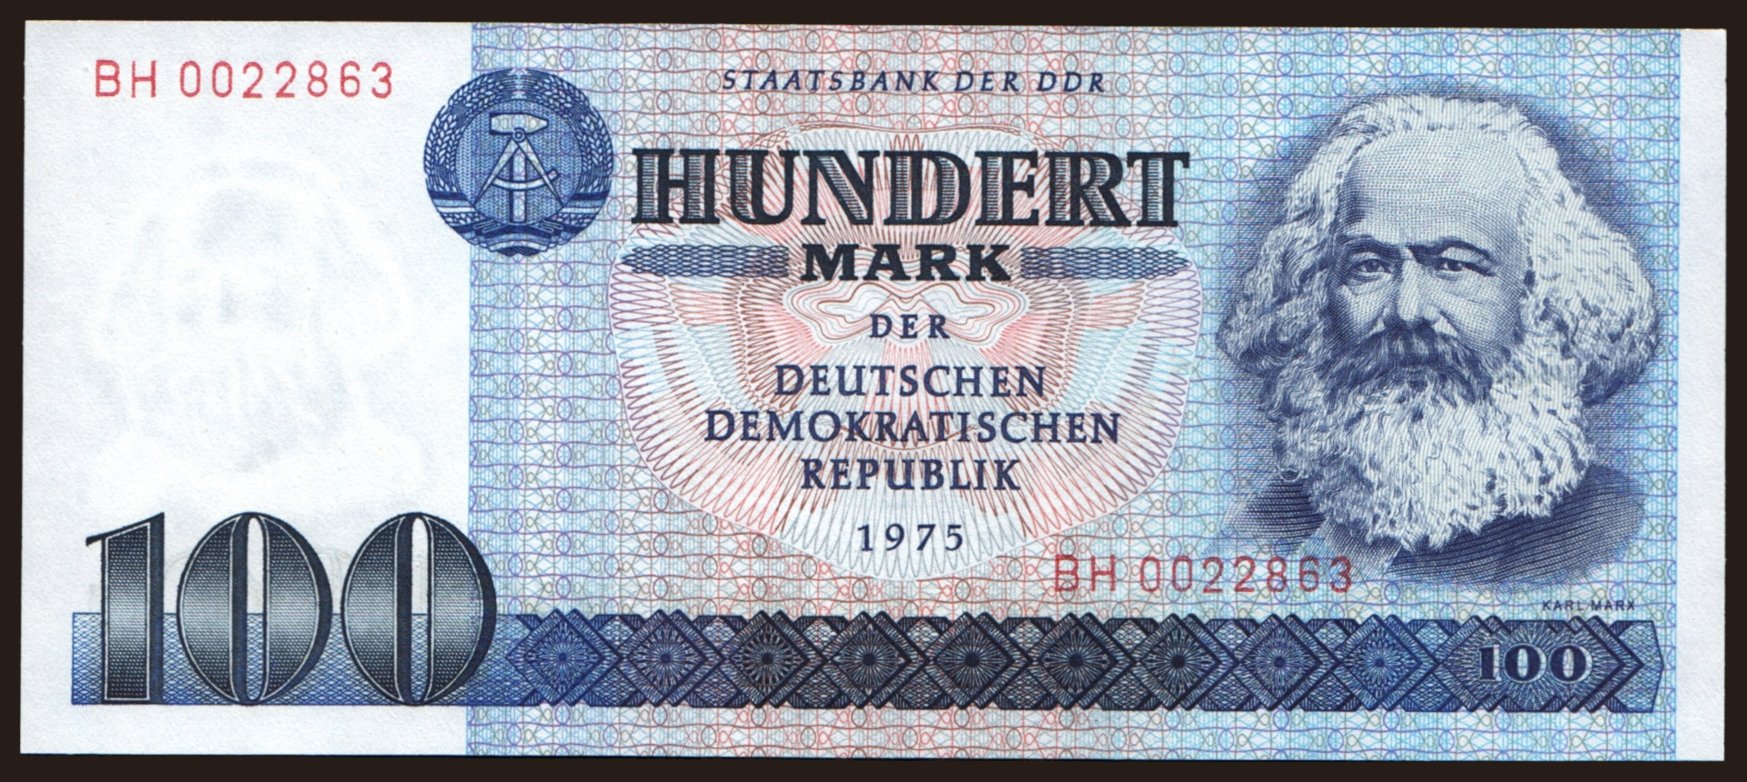 BH 0022863
STAATSBANK DER DDR
HUNDERT
MARK
DER
DEUTSCHEN
DEMOKRATISCHEN
REPUBLIK
1975
BH 0022863
KARL MARX
100
100